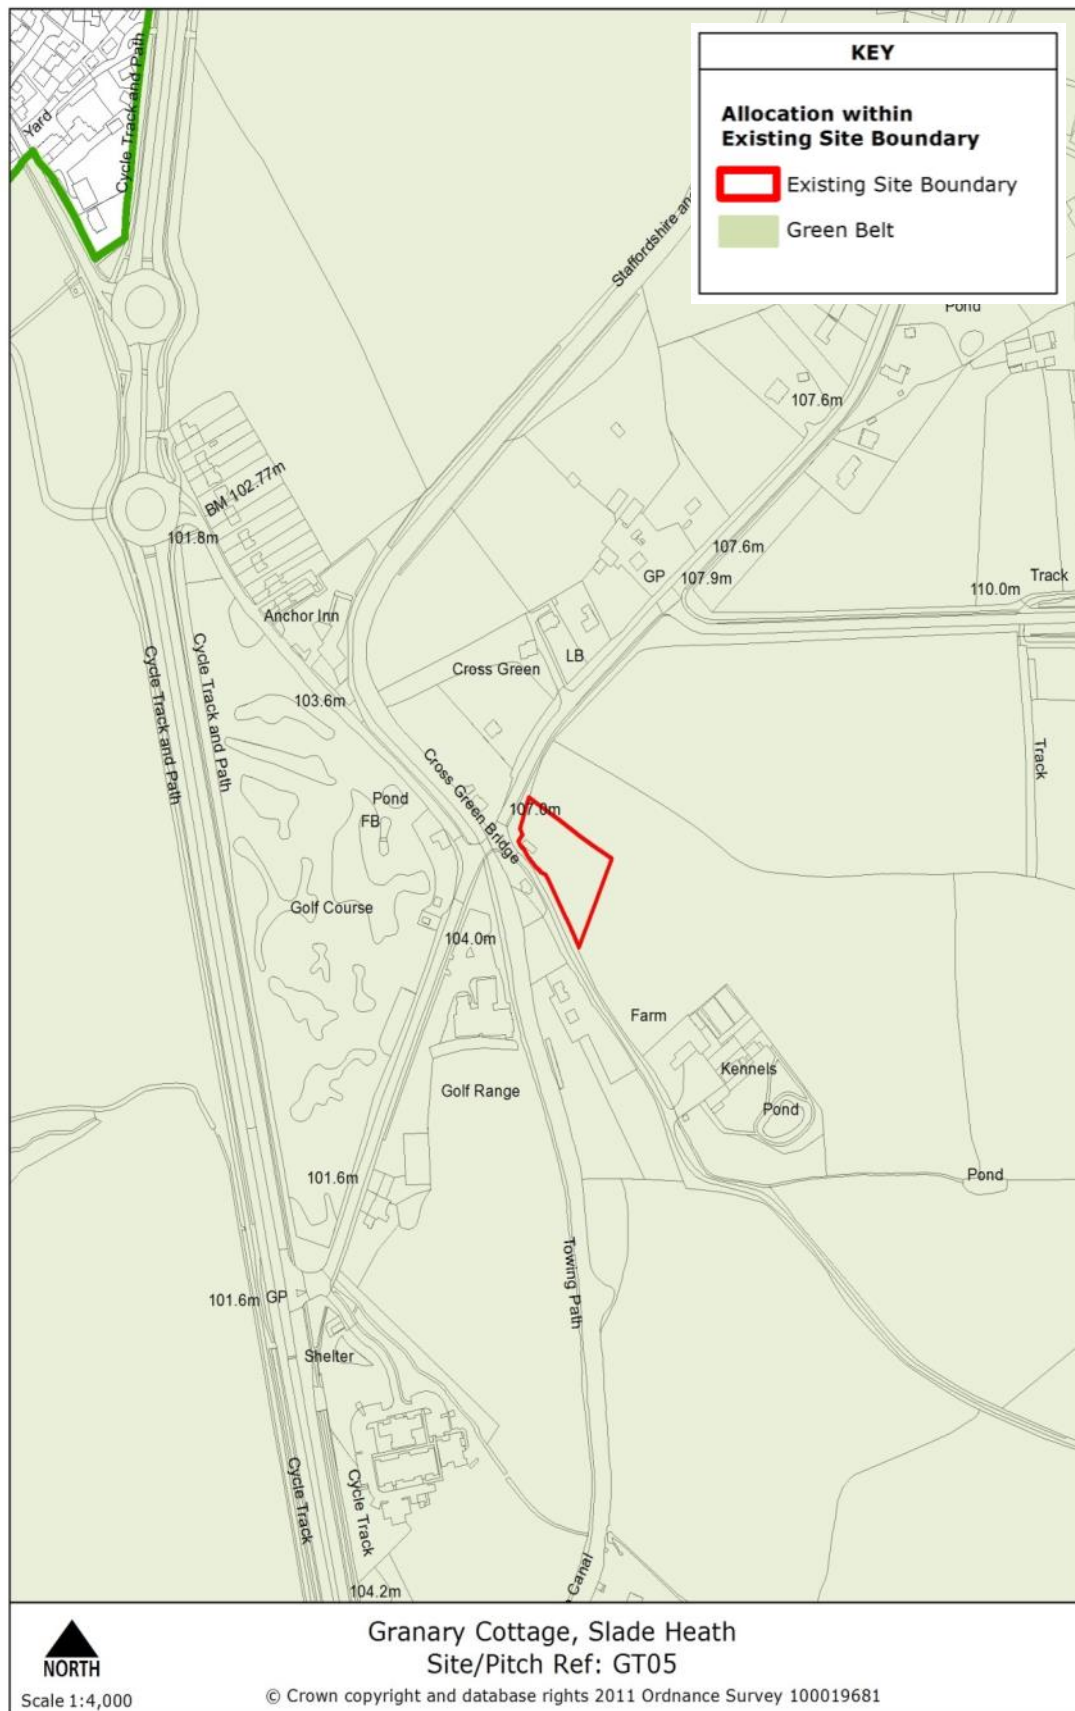 KEY
Allocation within
Existing Site Boundary
Existing Site Boundary
Green Belt
Cycle Track and Path
Yard
Staffordshire and
Pond
107.6m
BM 102.77m
101.8m
107.6m
GP
107.9m
110.0m
Track
Anchor Inn
Cross Green
LB
103.6m
Cycle Track and Path
Cycle Track and Path
Cross Green Bridge
Track
Pond
FB
107.0m
Golf Course
104.0m
Farm
Kennels
Golf Range
Pond
101.6m
Pond
Towing Path
101.6m
GP
Shelter
Cycle Track
Cycle Track
104.2m
Canal
NORTH
Scale 1:4,000
Granary Cottage, Slade Heath
Site/Pitch Ref: GT05
© Crown copyright and database rights 2011 Ordnance Survey 100019681